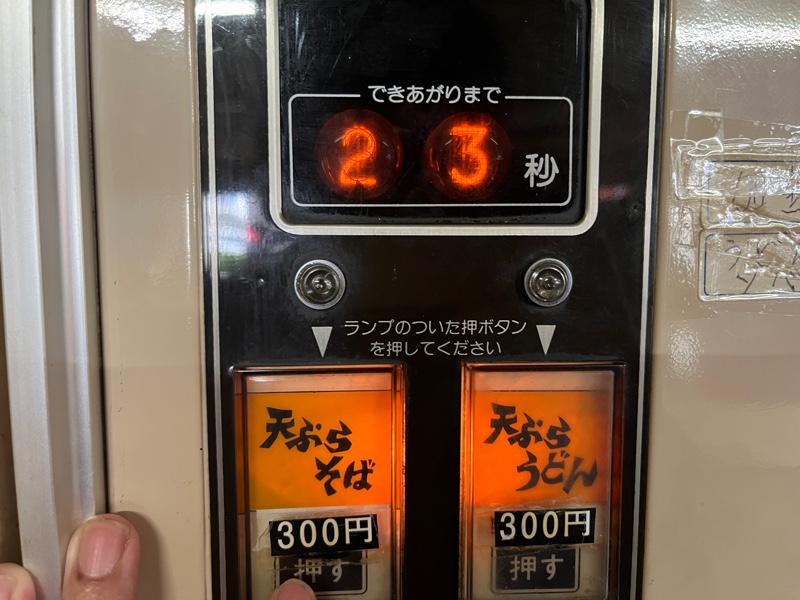 できあがりまで
23秒
ランプのついた押ボタン
を押してください
天ぷら
そば
300円
押す
天ぷら
うどん
300円
押す